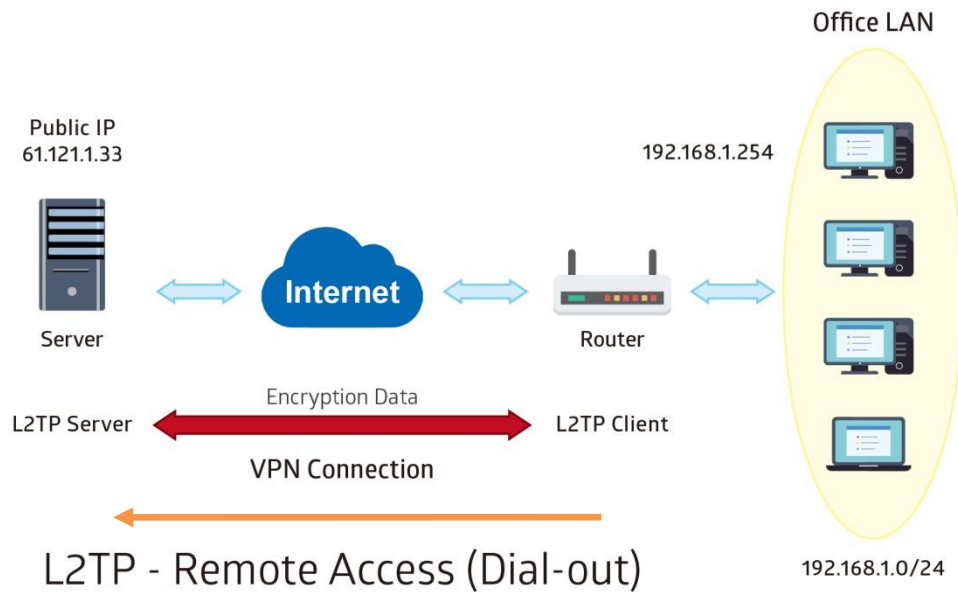 Office LAN
Public IP
61.121.1.33
192.168.1.254
Internet
Server
Router
Encryption Data
L2TP Server
L2TP Client
VPN Connection
L2TP - Remote Access (Dial-out)
192.168.1.0/24